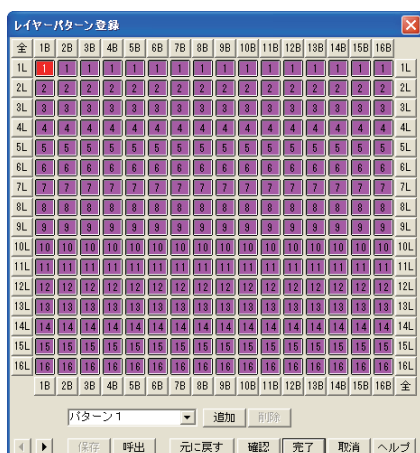 レイヤーパターン登録
全 1B 2B 3B 4B 5B 6B 7B 8B 9B 10B 11B 12B 13B 14B 15B 16B
1L 1 1 1 1 1 1 1 1 1 1 1 1 1 1 1 1 1L
2L 2 2 2 2 2 2 2 2 2 2 2 2 2 2 2 2 2L
3L 3 3 3 3 3 3 3 3 3 3 3 3 3 3 3 3 3L
4L 4 4 4 4 4 4 4 4 4 4 4 4 4 4 4 4 4L
5L 5 5 5 5 5 5 5 5 5 5 5 5 5 5 5 5 5L
6L 6 6 6 6 6 6 6 6 6 6 6 6 6 6 6 6 6L
7L 7 7 7 7 7 7 7 7 7 7 7 7 7 7 7 7 7L
8L 8 8 8 8 8 8 8 8 8 8 8 8 8 8 8 8 8L
9L 9 9 9 9 9 9 9 9 9 9 9 9 9 9 9 9 9L
10L 10 10 10 10 10 10 10 10 10 10 10 10 10 10 10 10 10L
11L 11 11 11 11 11 11 11 11 11 11 11 11 11 11 11 11 11L
12L 12 12 12 12 12 12 12 12 12 12 12 12 12 12 12 12 12L
13L 13 13 13 13 13 13 13 13 13 13 13 13 13 13 13 13 13L
14L 14 14 14 14 14 14 14 14 14 14 14 14 14 14 14 14 14L
15L 15 15 15 15 15 15 15 15 15 15 15 15 15 15 15 15 15L
16L 16 16 16 16 16 16 16 16 16 16 16 16 16 16 16 16 16L
1B 2B 3B 4B 5B 6B 7B 8B 9B 10B 11B 12B 13B 14B 15B 16B 全
パターン1 追加 削除
保存 呼出 元に戻す 確認 完了 取消 ヘルプ